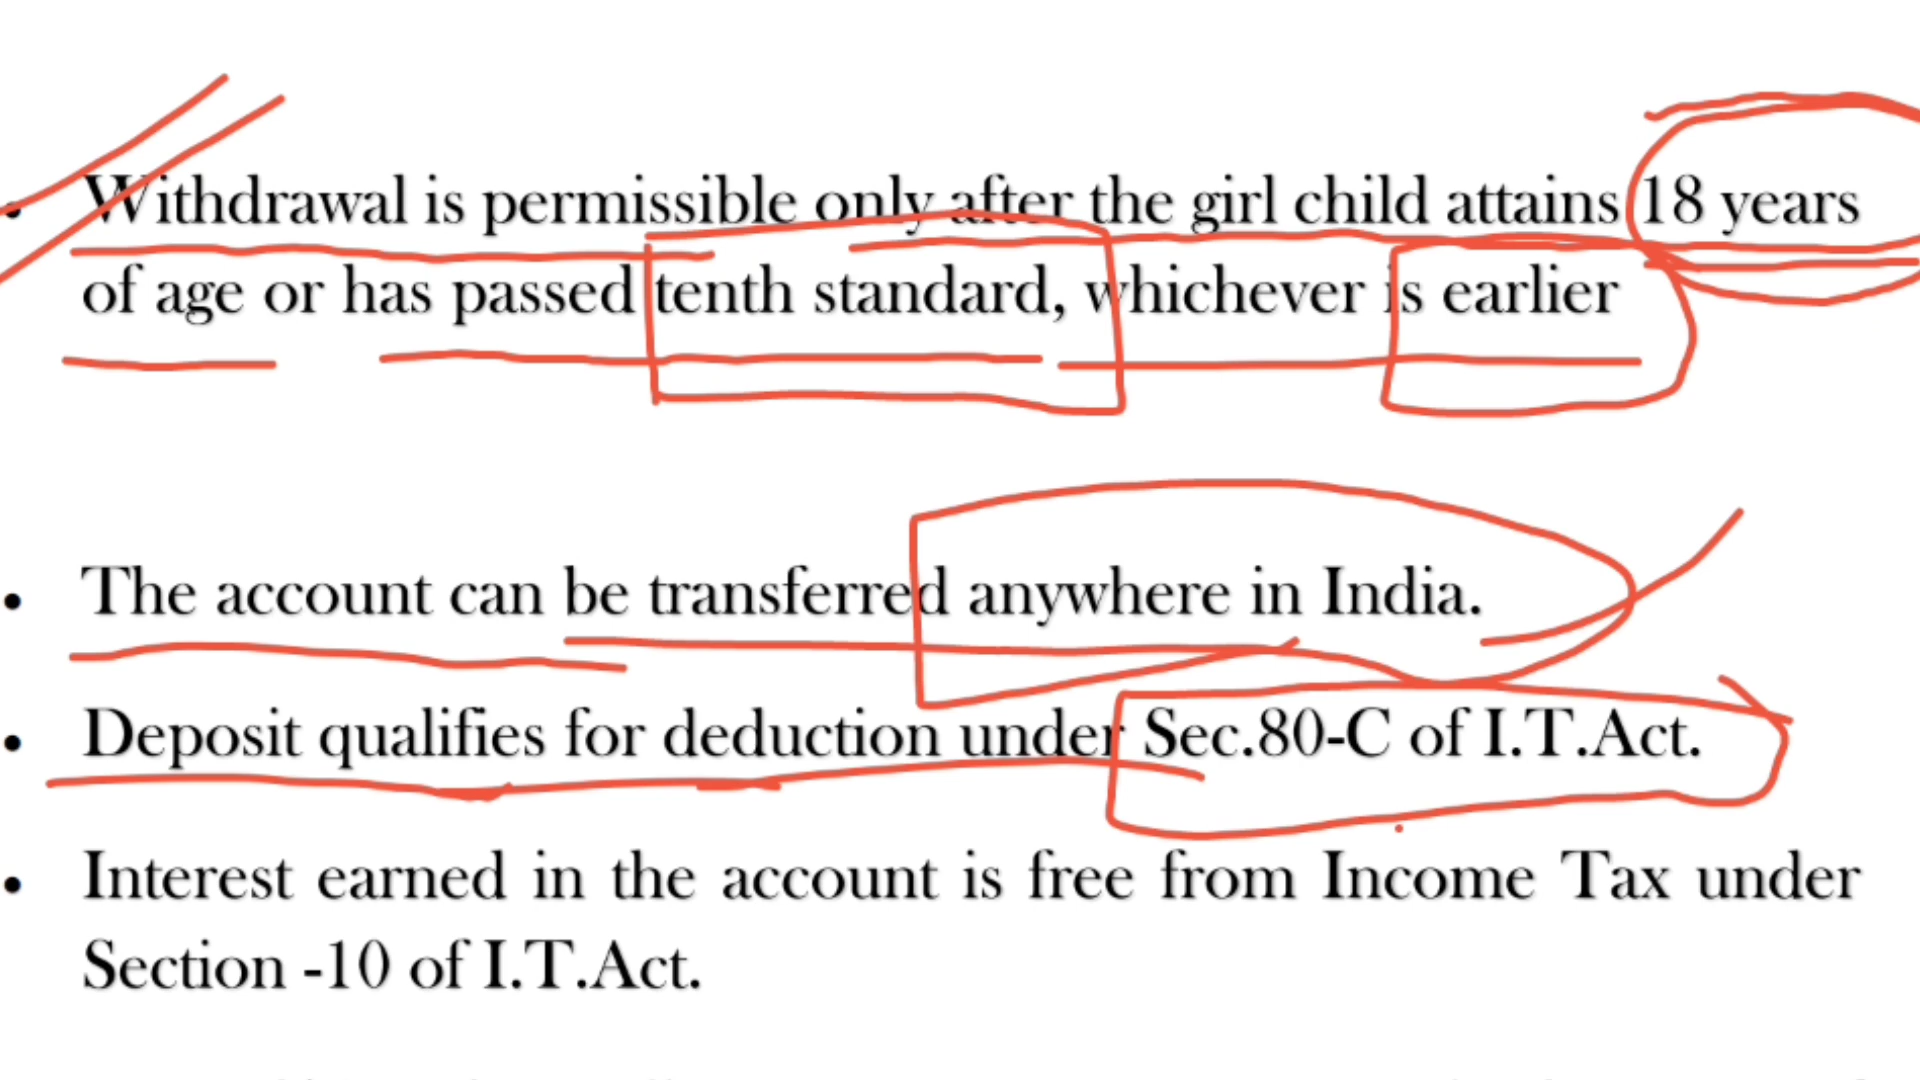 • Withdrawal is permissible only after the girl child attains 18 years
of age or has passed tenth standard, whichever is earlier
• The account can be transferred anywhere in India.
• Deposit qualifies for deduction under Sec.80-C of I.T.Act.
• Interest earned in the account is free from Income Tax under
Section -10 of I.T.Act.